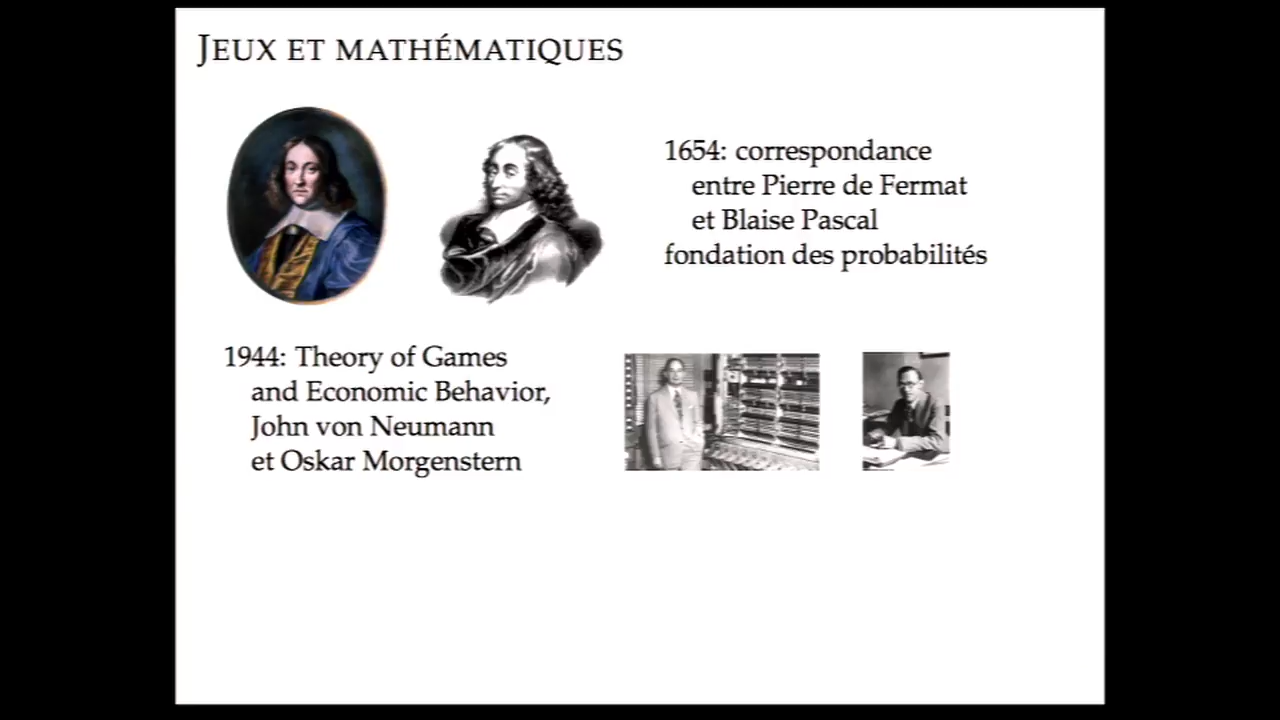 JEUX ET MATHÉMATIQUES
1654: correspondance
entre Pierre de Fermat
et Blaise Pascal
fondation des probabilités
1944: Theory of Games
and Economic Behavior,
John von Neumann
et Oskar Morgenstern